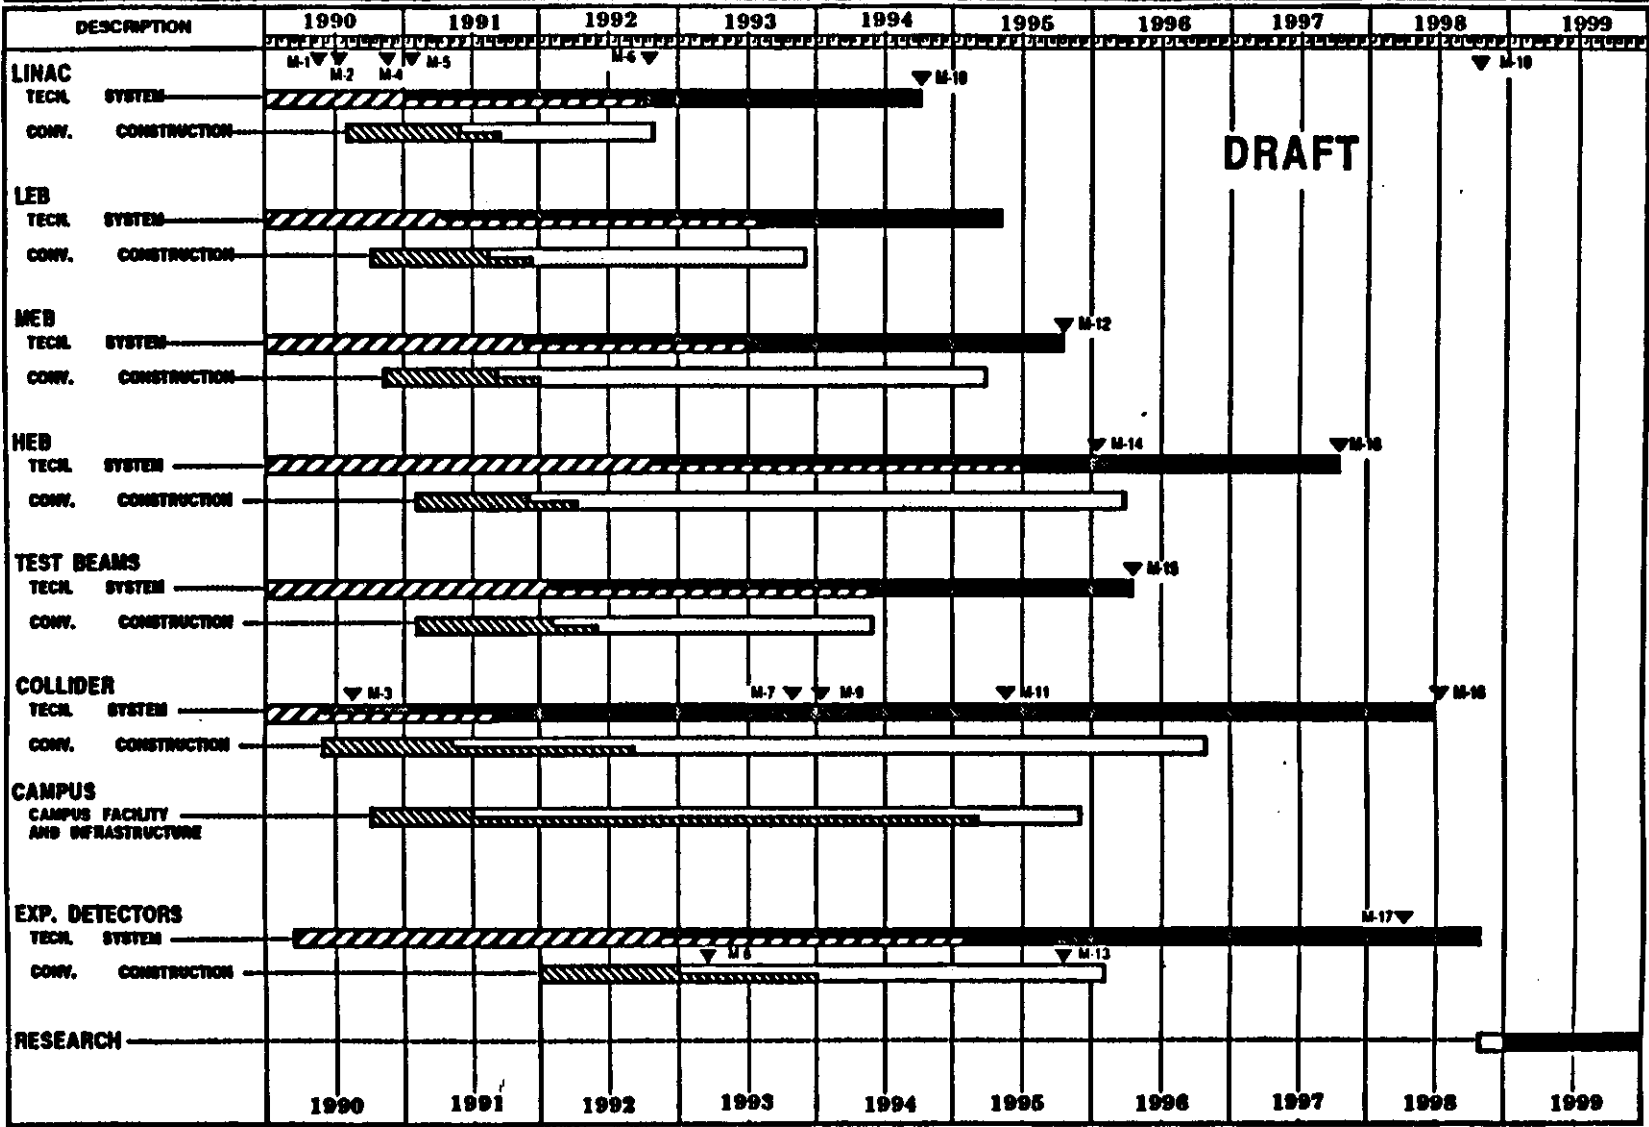 DESCRIPTION 1990 1991 1992 1993 1994 1995 1996 1997 1998 1999
M-1 M-2 M-4 M-5 M-6 M-10 M-19
LINAC
TECH. SYSTEM
CONV. CONSTRUCTION
DRAFT
LEB
TECH. SYSTEM
CONV. CONSTRUCTION
MEB
M-12
TECH. SYSTEM
CONV. CONSTRUCTION
HEB
M-14
TECH. SYSTEM
CONV. CONSTRUCTION
TEST BEAMS
M-15
TECH. SYSTEM
CONV. CONSTRUCTION
COLLIDER
M-3 M-7 M-9 M-11
TECH. SYSTEM
CONV. CONSTRUCTION
CAMPUS
CAMPUS FACILITY
AND INFRASTRUCTURE
EXP. DETECTORS
M-17
TECH. SYSTEM
M 8 M-13
CONV. CONSTRUCTION
RESEARCH
1990 1991 1992 1993 1994 1995 1996 1997 1998 1999